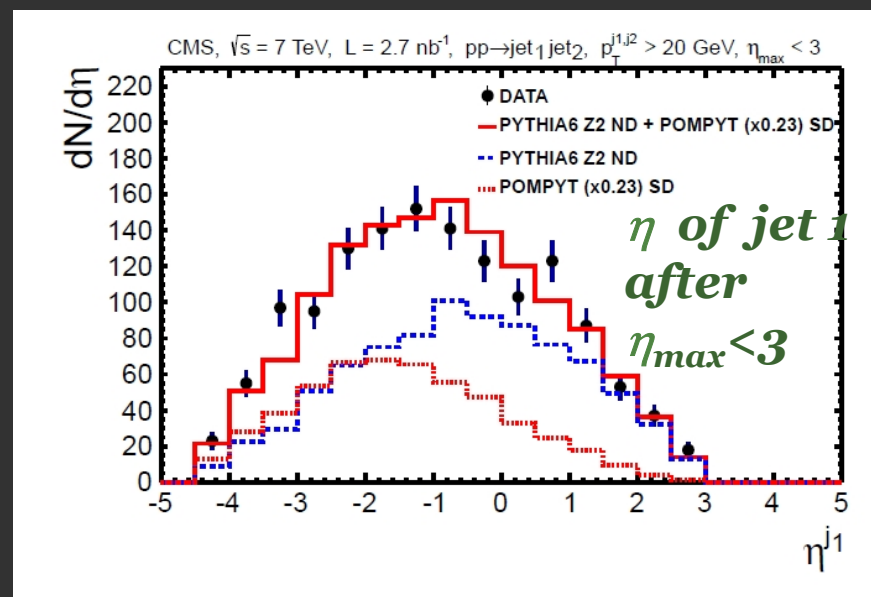 CMS, √s = 7 TeV, L = 2.7 nb⁻¹, pp→jet₁ jet₂, p_T^{j1,j2} > 20 GeV, η_max < 3
dN/dη
220
200
180
160
140
120
100
80
60
40
20
0
DATA
PYTHIA6 Z2 ND + POMPYT (x0.23) SD
PYTHIA6 Z2 ND
POMPYT (x0.23) SD
η of jet 1
after
η_max<3
-5 -4 -3 -2 -1 0 1 2 3 4 5
η^{j1}